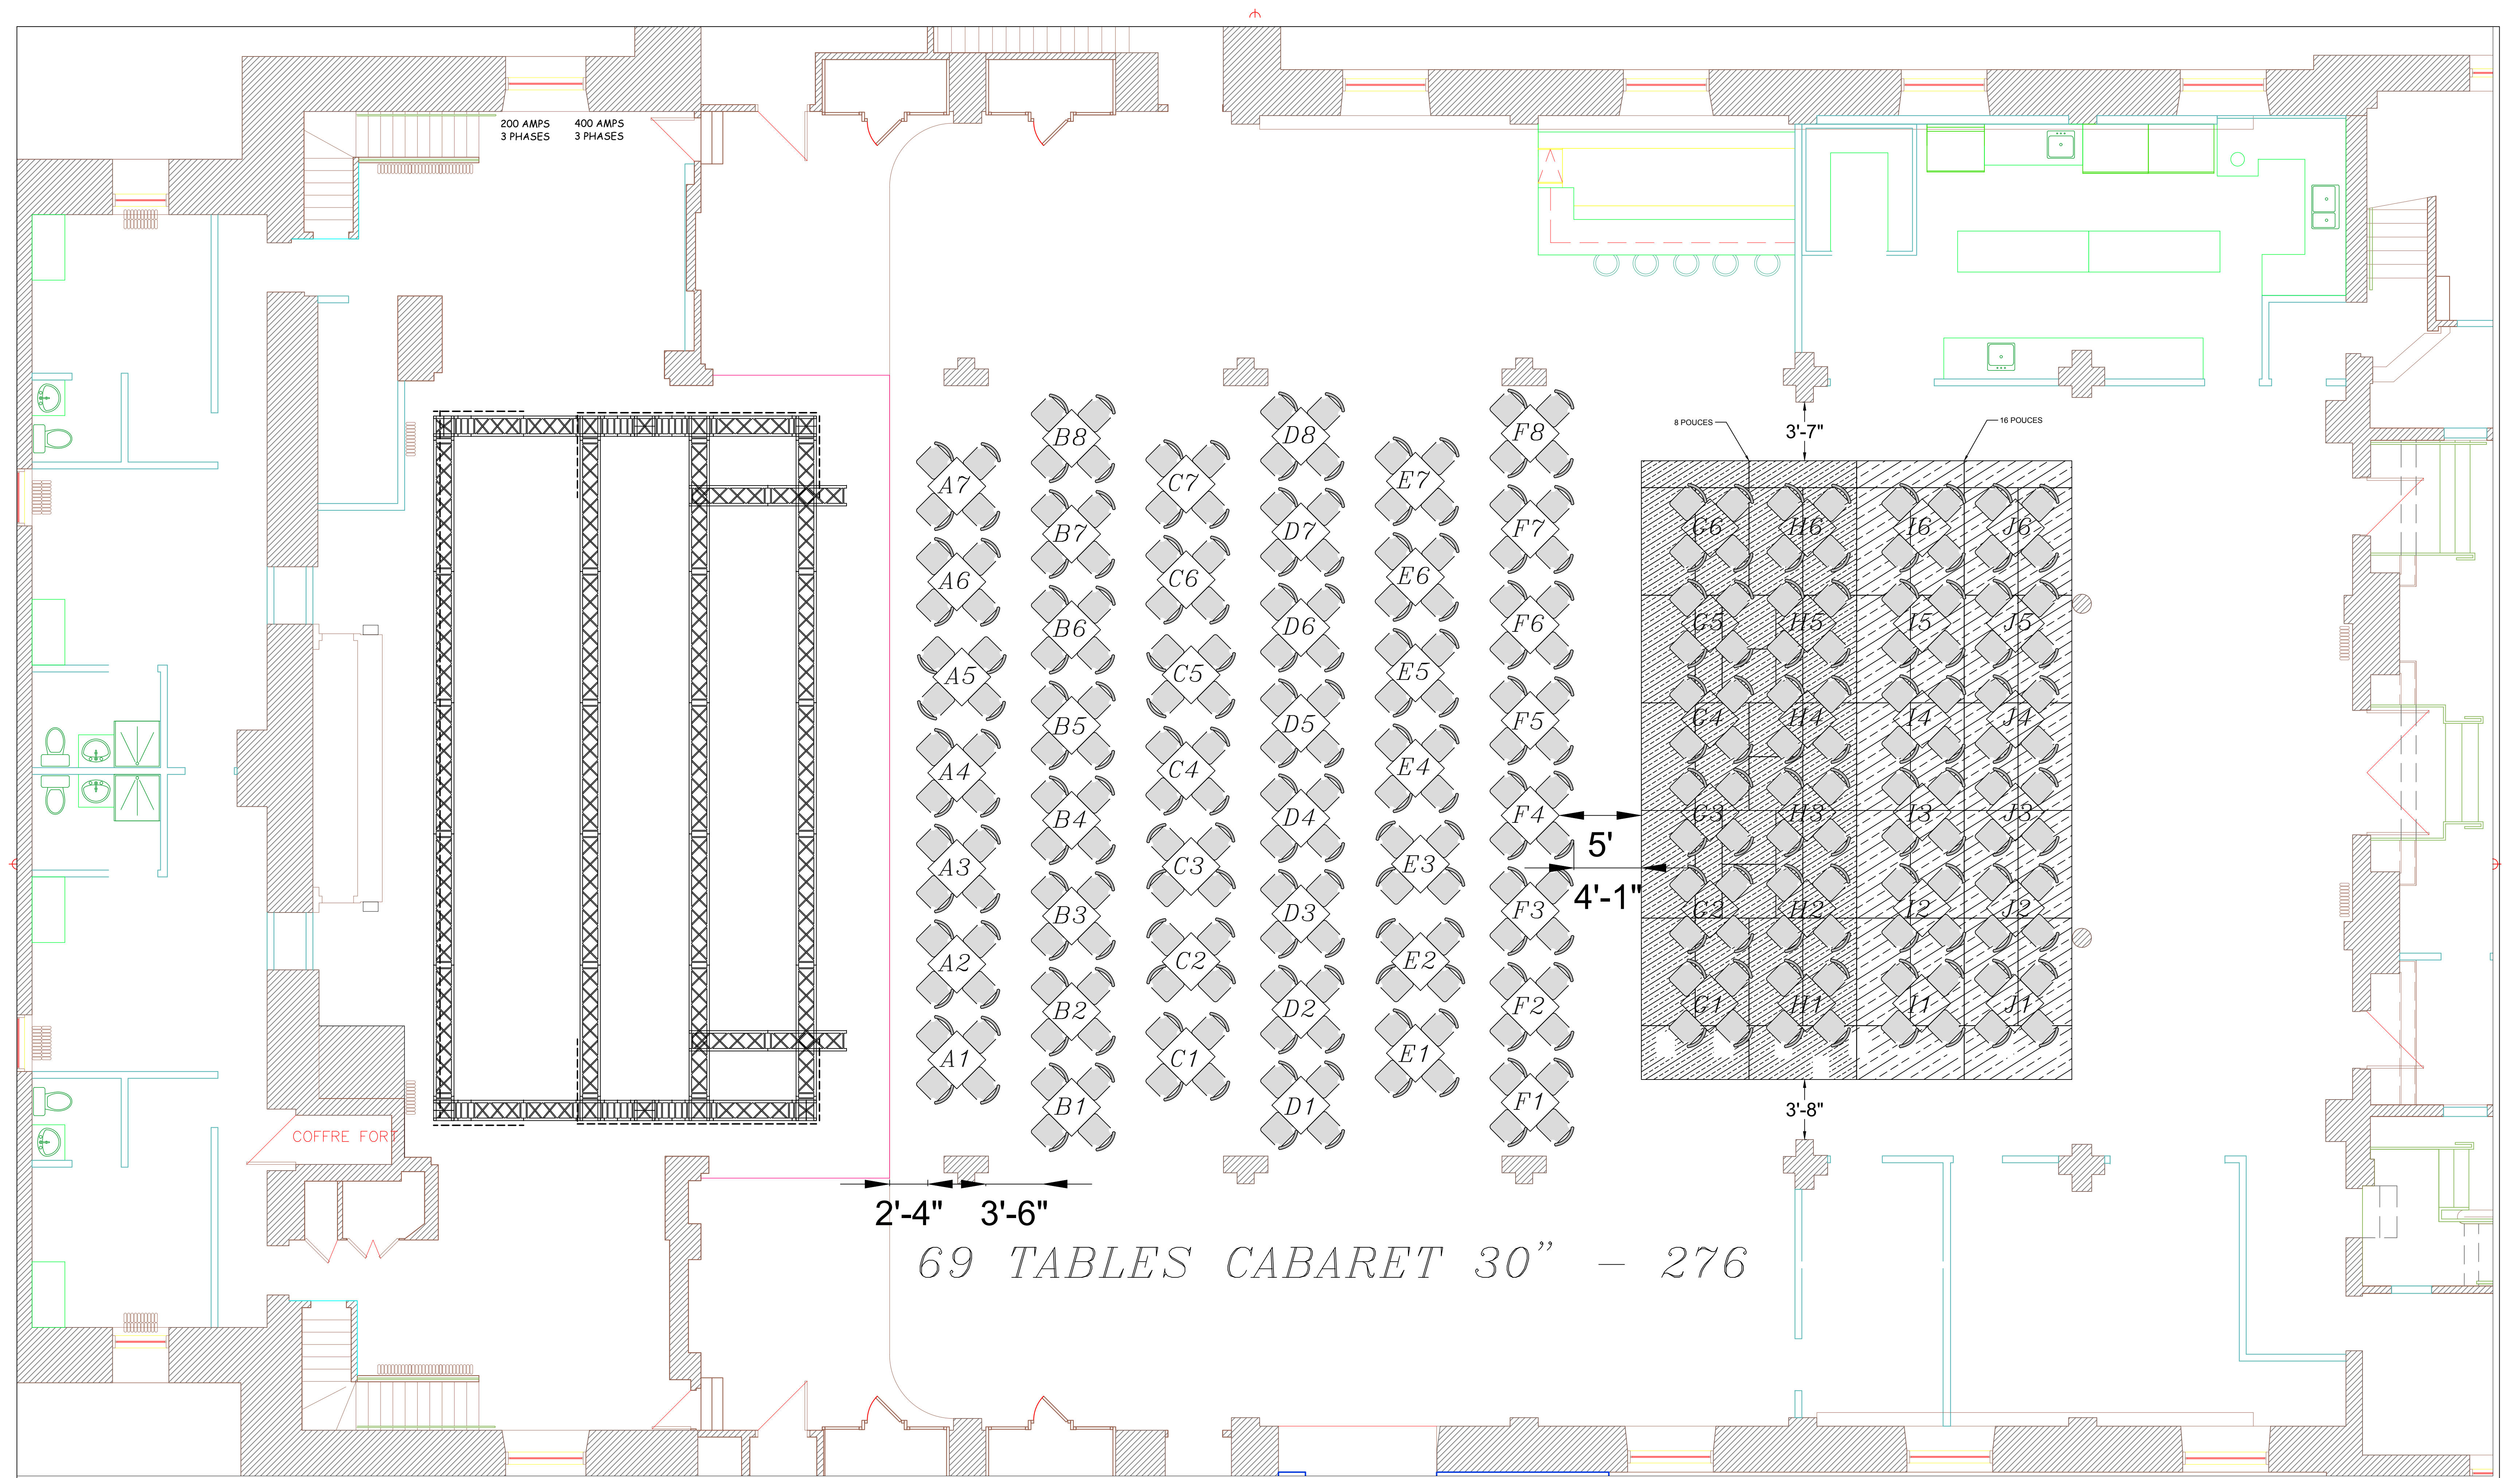 200 AMPS 400 AMPS
3 PHASES 3 PHASES
8 POUCES 3'-7" 16 POUCES
B8 D8 F8
A7 C7 E7
B7 D7 F7 G6 H6 I6 J6
A6 C6 E6
B6 D6 F6 G5 H5 I5 J5
A5 C5 E5
B5 D5 F5 G4 H4 I4 J4
A4 C4 E4
B4 D4 F4 G3 H3 I3 J3
5'
A3 C3 E3
4'-1"
B3 D3 F3 G2 H2 I2 J2
A2 C2 E2
B2 D2 F2 G1 H1 I1 J1
A1 C1 E1
B1 D1 F1
3'-8"
COFFRE FORT
2'-4" 3'-6"
69 TABLES CABARET 30" - 276